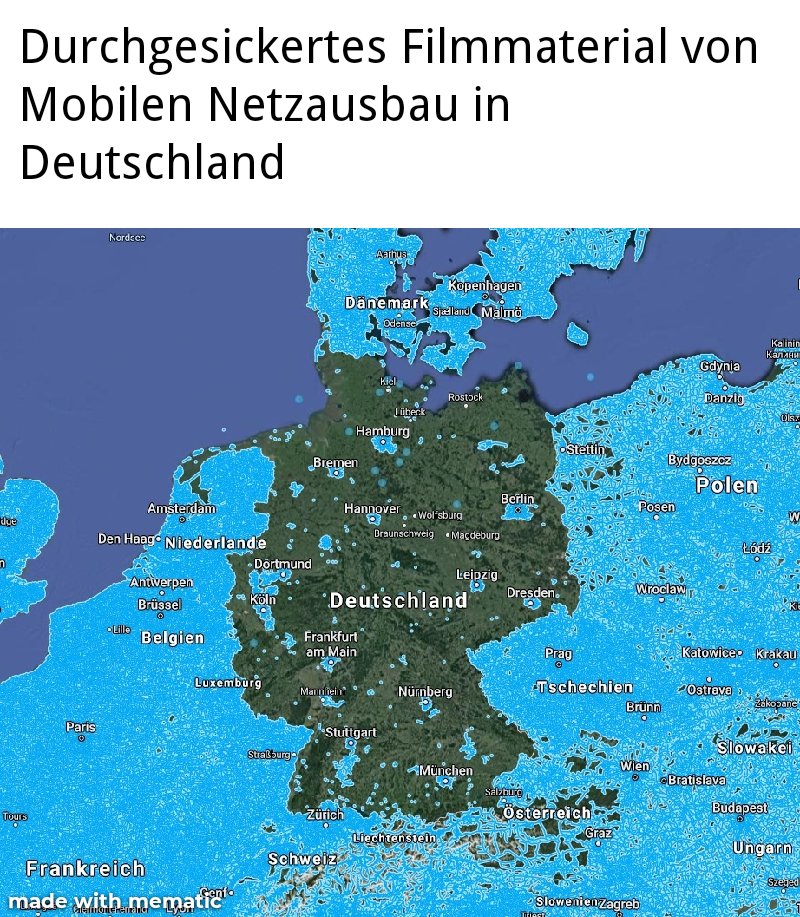 Durchgesickertes Filmmaterial von
Mobilen Netzausbau in
Deutschland
Nordsee
Aarhus
Kopenhagen
Dänemark
Sjælland
Malmö
Odense
Gdynia
Danzig
Kiel
Rostock
Lübeck
Hamburg
Stettin
Bremen
Bydgoszcz
Polen
Berlin
Posen
Amsterdam
Hannover
Wolfsburg
Braunschweig
Magdeburg
Den Haag
Niederlande
Łódź
Dortmund
Leipzig
Antwerpen
Wrocław
Dresden
Köln
Deutschland
Brüssel
Lille
Belgien
Frankfurt
am Main
Prag
Katowice
Krakau
Luxemburg
Mannheim
Nürnberg
Tschechien
Ostrava
Zakopane
Brünn
Paris
Stuttgart
Slowakei
Straßburg
Wien
München
Bratislava
Salzburg
Budapest
Tours
Zürich
Österreich
Liechtenstein
Graz
Ungarn
Schweiz
Frankreich
Szeged
Genf
made with mematic
Lyon
Slowenien
Zagreb